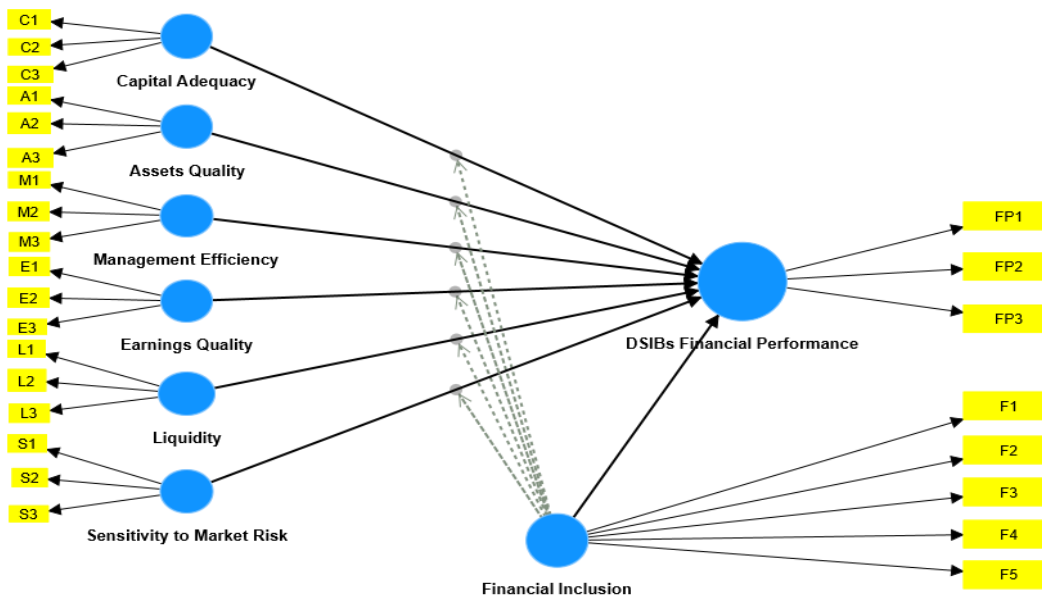 C1
C2
C3
Capital Adequacy
A1
A2
A3
Assets Quality
M1
M2
M3
Management Efficiency
E1
E2
E3
Earnings Quality
L1
L2
L3
Liquidity
S1
S2
S3
Sensitivity to Market Risk
DSIBs Financial Performance
FP1
FP2
FP3
Financial Inclusion
F1
F2
F3
F4
F5